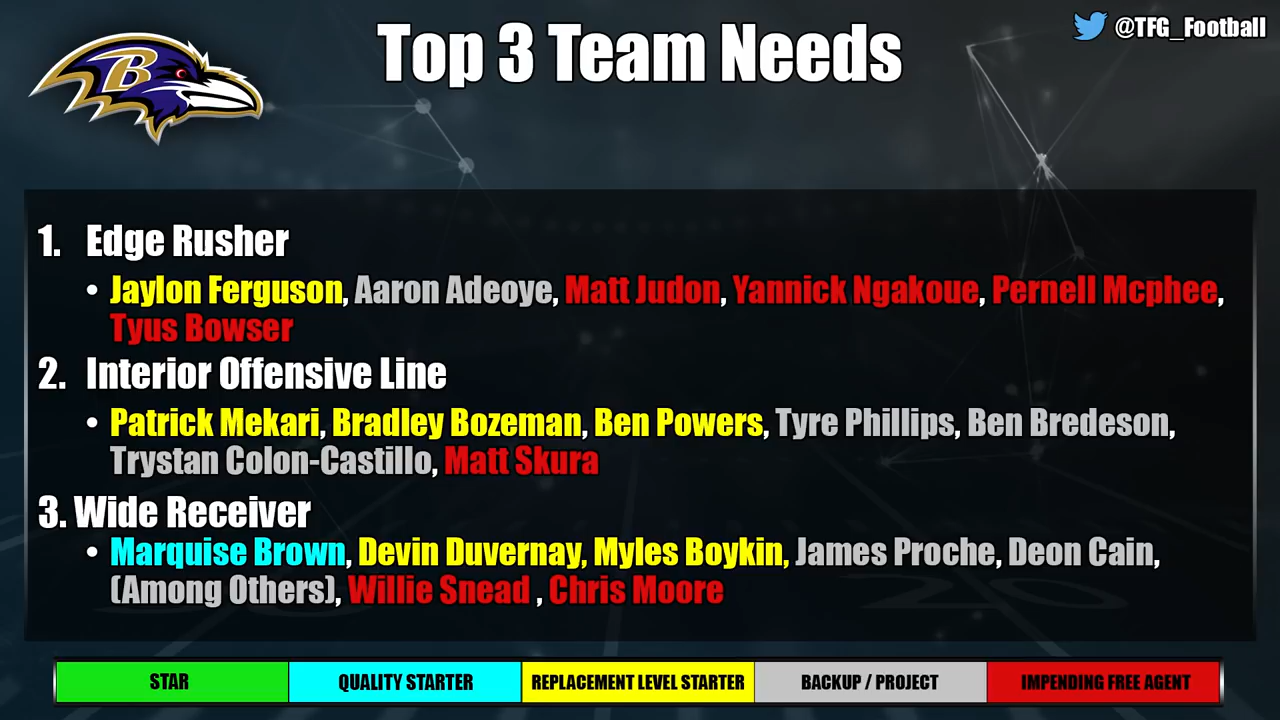 Top 3 Team Needs
@TFG_Football
B
1. Edge Rusher
• Jaylon Ferguson, Aaron Adeoye, Matt Judon, Yannick Ngakoue, Pernell Mcphee,
Tyus Bowser
2. Interior Offensive Line
• Patrick Mekari, Bradley Bozeman, Ben Powers, Tyre Phillips, Ben Bredeson,
Trystan Colon-Castillo, Matt Skura
3. Wide Receiver
• Marquise Brown, Devin Duvernay, Myles Boykin, James Proche, Deon Cain,
(Among Others), Willie Snead , Chris Moore
STAR
QUALITY STARTER
REPLACEMENT LEVEL STARTER
BACKUP / PROJECT
IMPENDING FREE AGENT